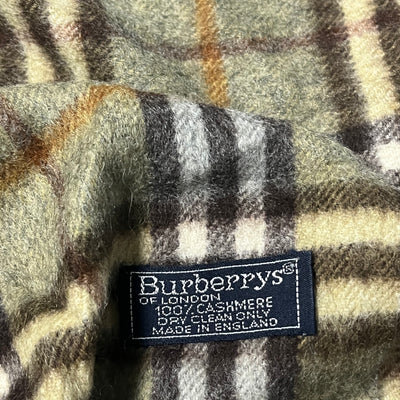 Burberrys®
OF LONDON
100% CASHMERE
DRY CLEAN ONLY
MADE IN ENGLAND